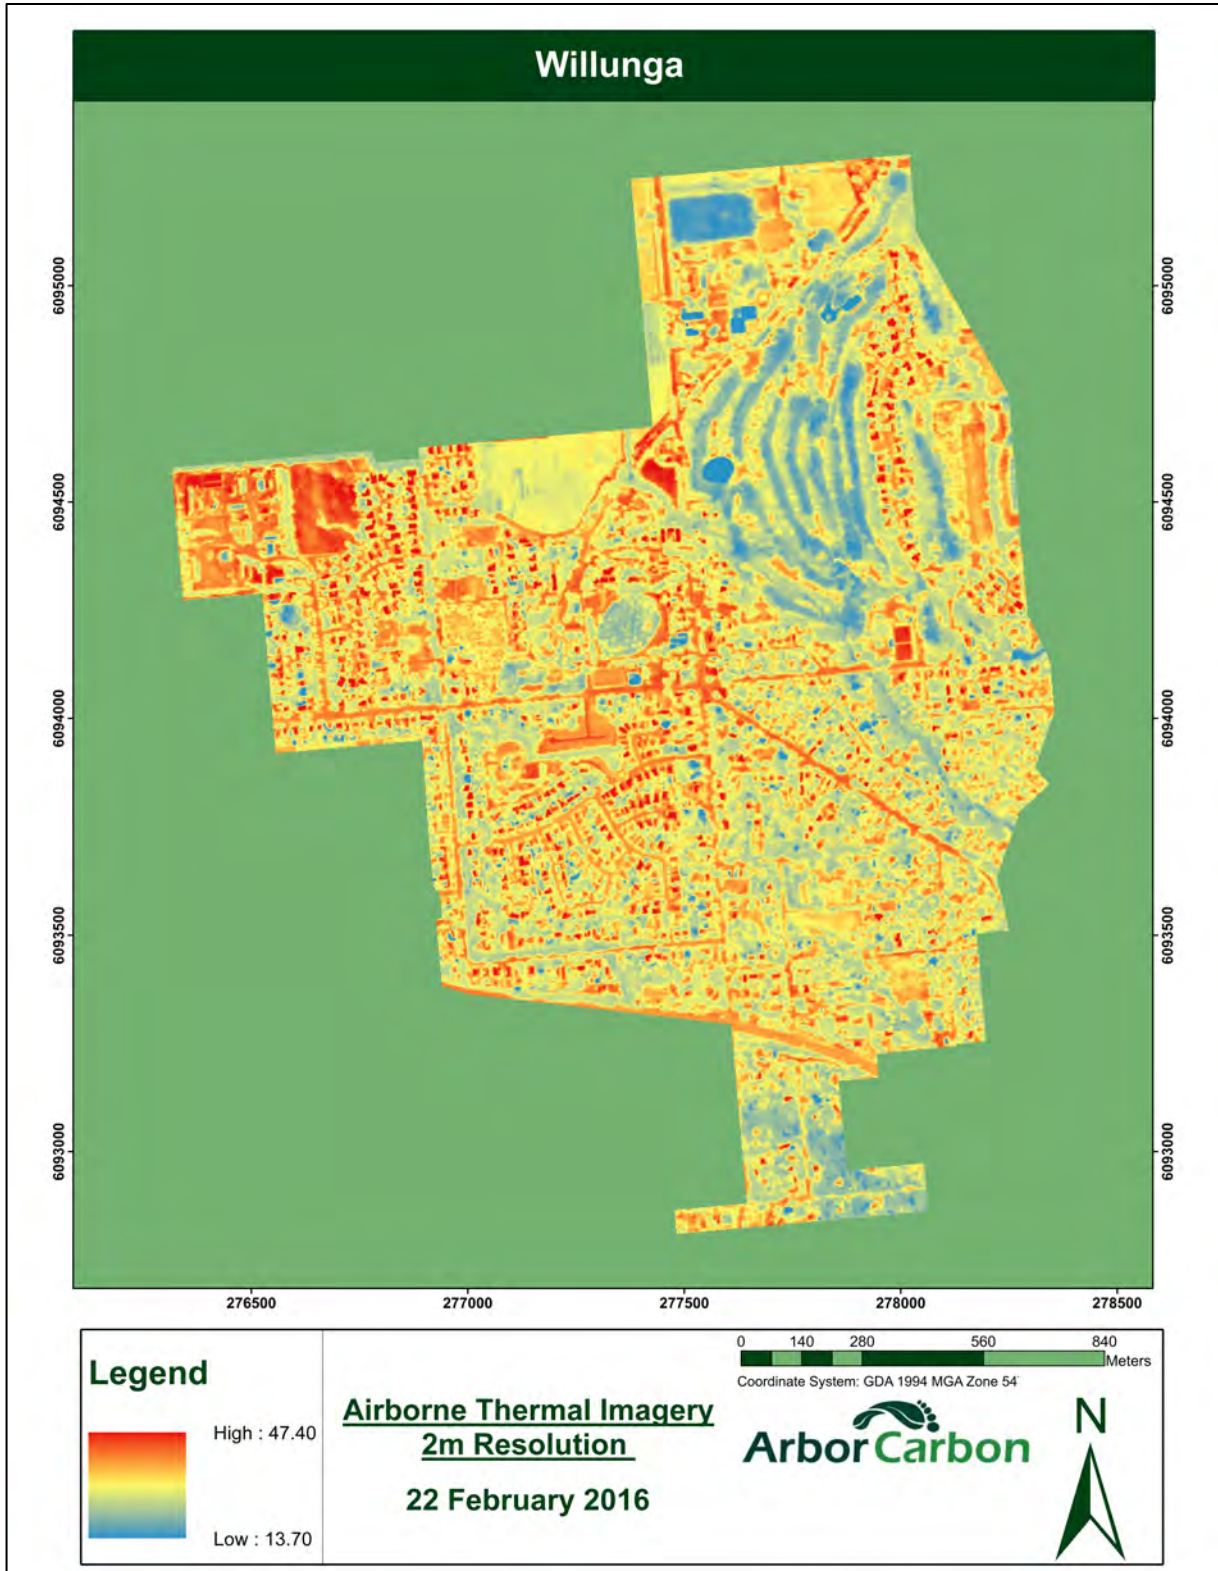 Willunga
6095000
6095000
6094500
6094500
6094000
6094000
6093500
6093500
6093000
6093000
276500
277000
277500
278000
278500
Legend
High : 47.40
Low : 13.70
Airborne Thermal Imagery
2m Resolution
22 February 2016
0 140 280 560 840
Meters
Coordinate System: GDA 1994 MGA Zone 54
ArborCarbon
N